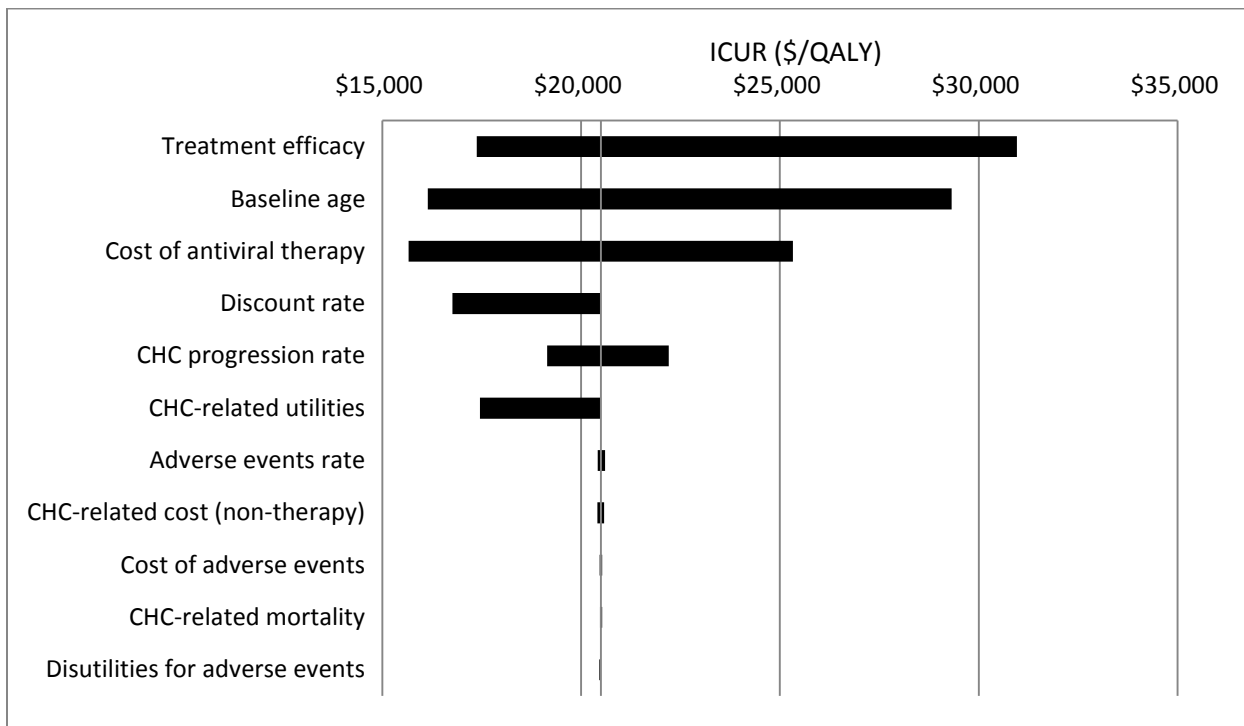 ICUR ($/QALY)
$15,000 $20,000 $25,000 $30,000 $35,000
Treatment efficacy
Baseline age
Cost of antiviral therapy
Discount rate
CHC progression rate
CHC-related utilities
Adverse events rate
CHC-related cost (non-therapy)
Cost of adverse events
CHC-related mortality
Disutilities for adverse events